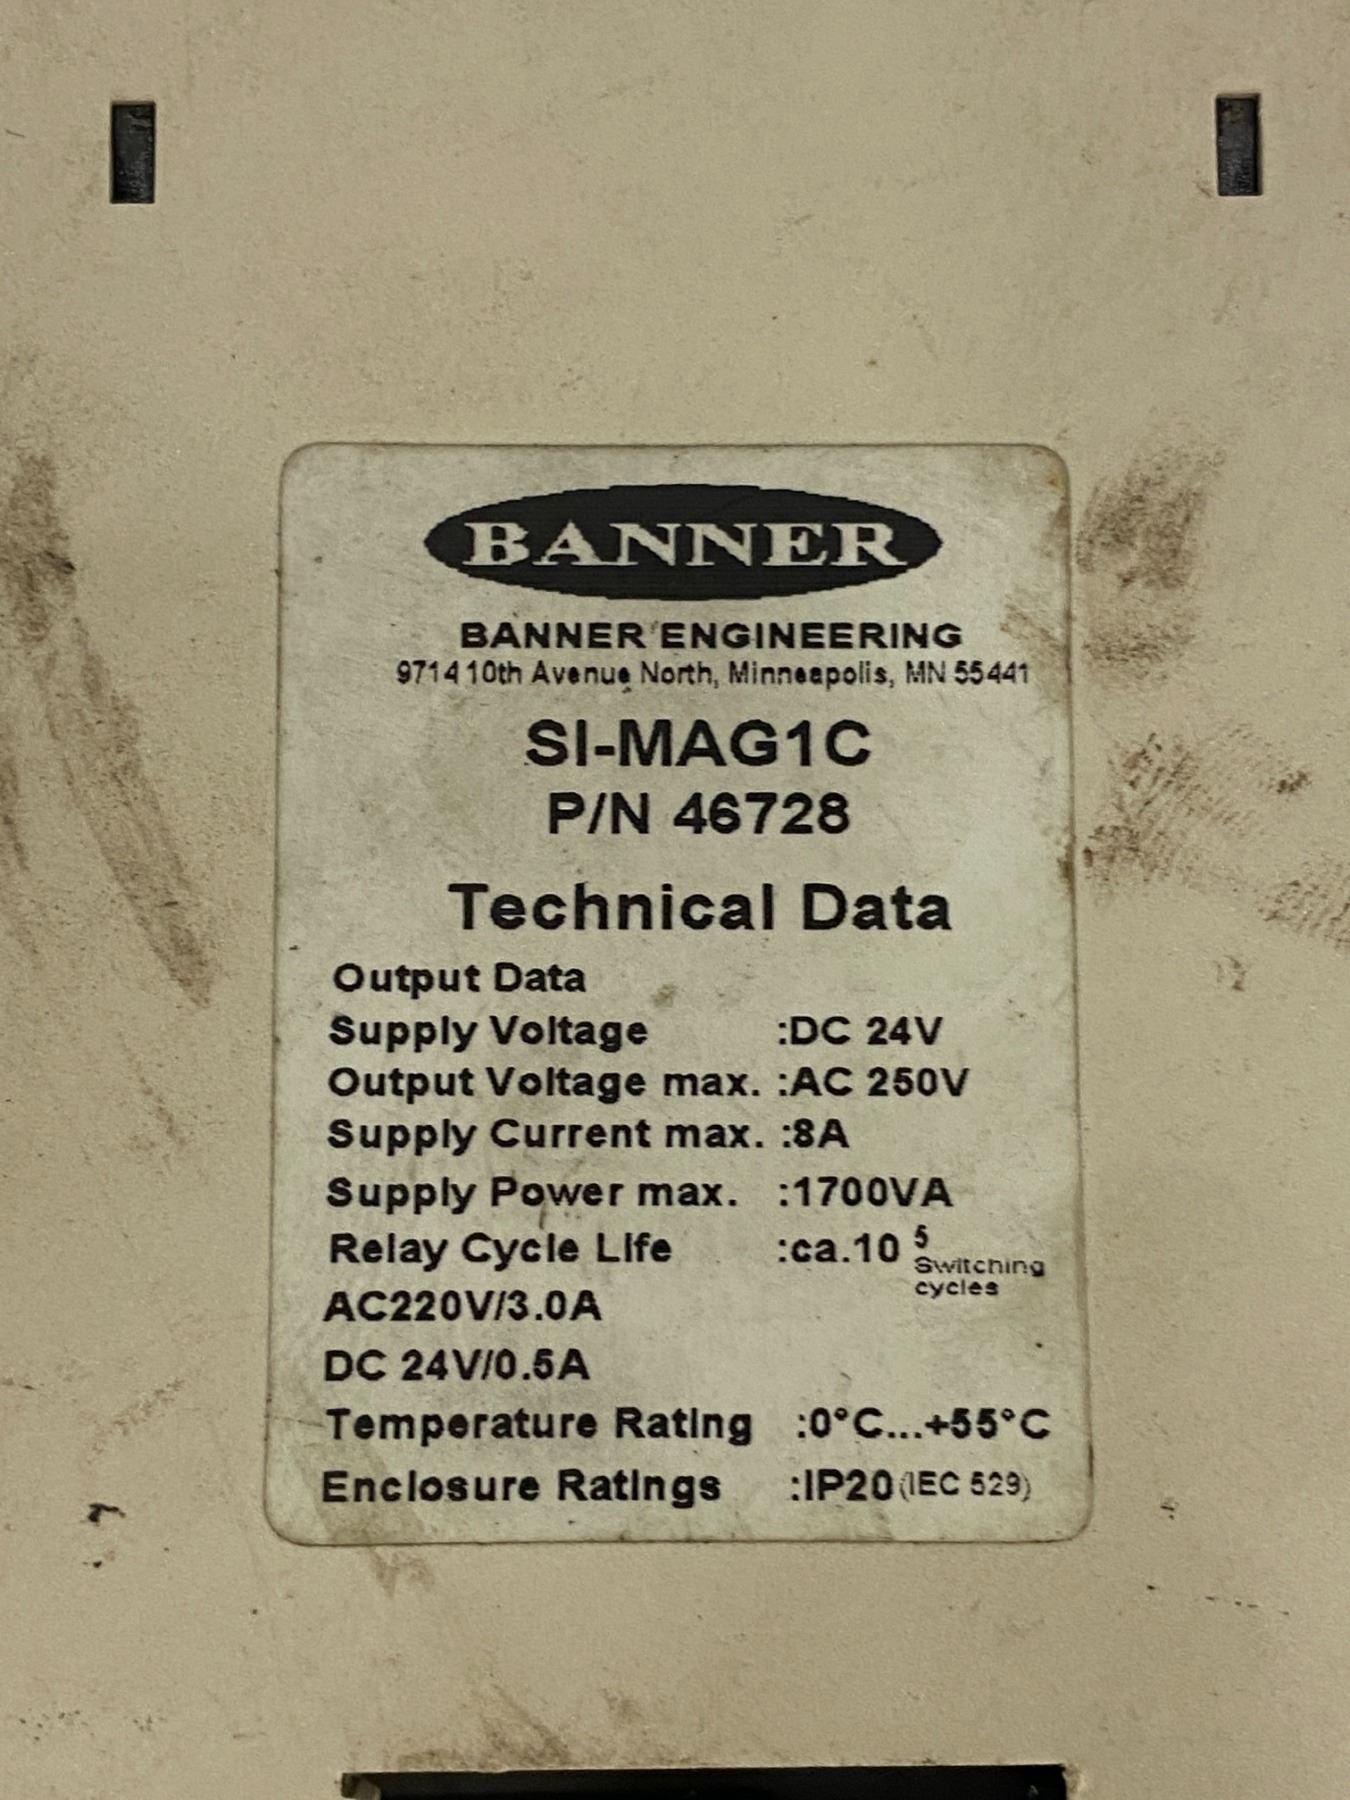 BANNER
BANNER ENGINEERING
9714 10th Avenue North, Minneapolis, MN 55441
SI-MAG1C
P/N 46728
Technical Data
Output Data
Supply Voltage :DC 24V
Output Voltage max. :AC 250V
Supply Current max. :8A
Supply Power max. :1700VA
Relay Cycle Life :ca.10 5 Switching cycles
AC220V/3.0A
DC 24V/0.5A
Temperature Rating :0°C...+55°C
Enclosure Ratings :IP20(IEC 529)